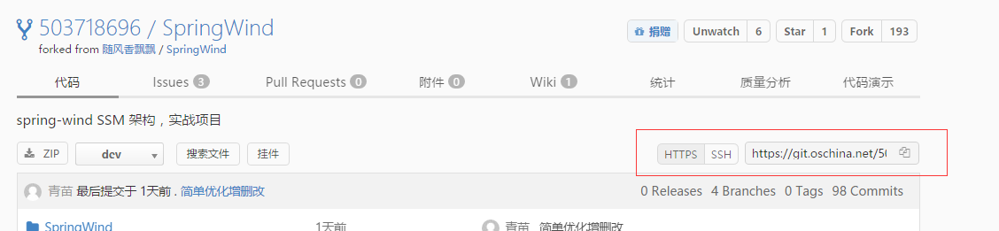 503718696 / SpringWind
捐赠 Unwatch 6 Star 1 Fork 193
forked from 随风香飘飘 / SpringWind
代码 Issues 3 Pull Requests 0 附件 0 Wiki 1 统计 质量分析 代码演示
spring-wind SSM 架构，实战项目
ZIP dev 搜索文件 挂件 HTTPS SSH https://git.oschina.net/50
青苗 最后提交于 1天前 . 简单优化增删改 0 Releases 4 Branches 0 Tags 98 Commits
SpringWind 1天前 青苗 简单优化增删改